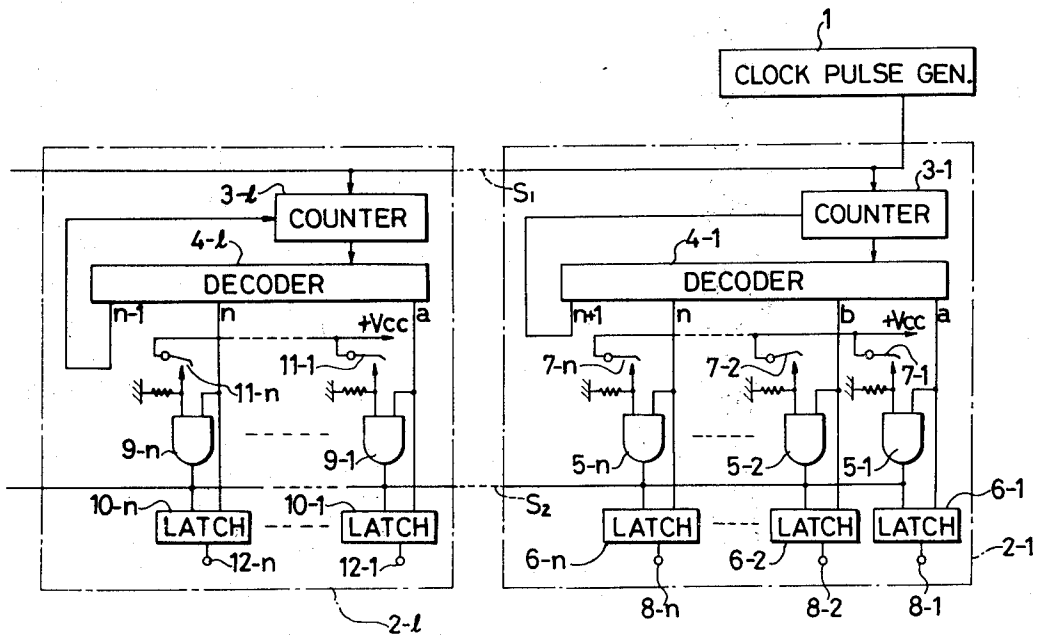 1
CLOCK PULSE GEN.
S1
3-l
3-1
COUNTER
COUNTER
4-l
4-1
DECODER
DECODER
n-1
n
a
n+1
n
b
a
+Vcc
+Vcc
11-n
11-1
7-n
7-2
7-1
9-n
9-1
5-n
5-2
5-1
S2
10-n
10-1
6-1
LATCH
LATCH
LATCH
LATCH
LATCH
12-n
12-1
6-n
6-2
2-1
8-n
8-2
8-1
2-l